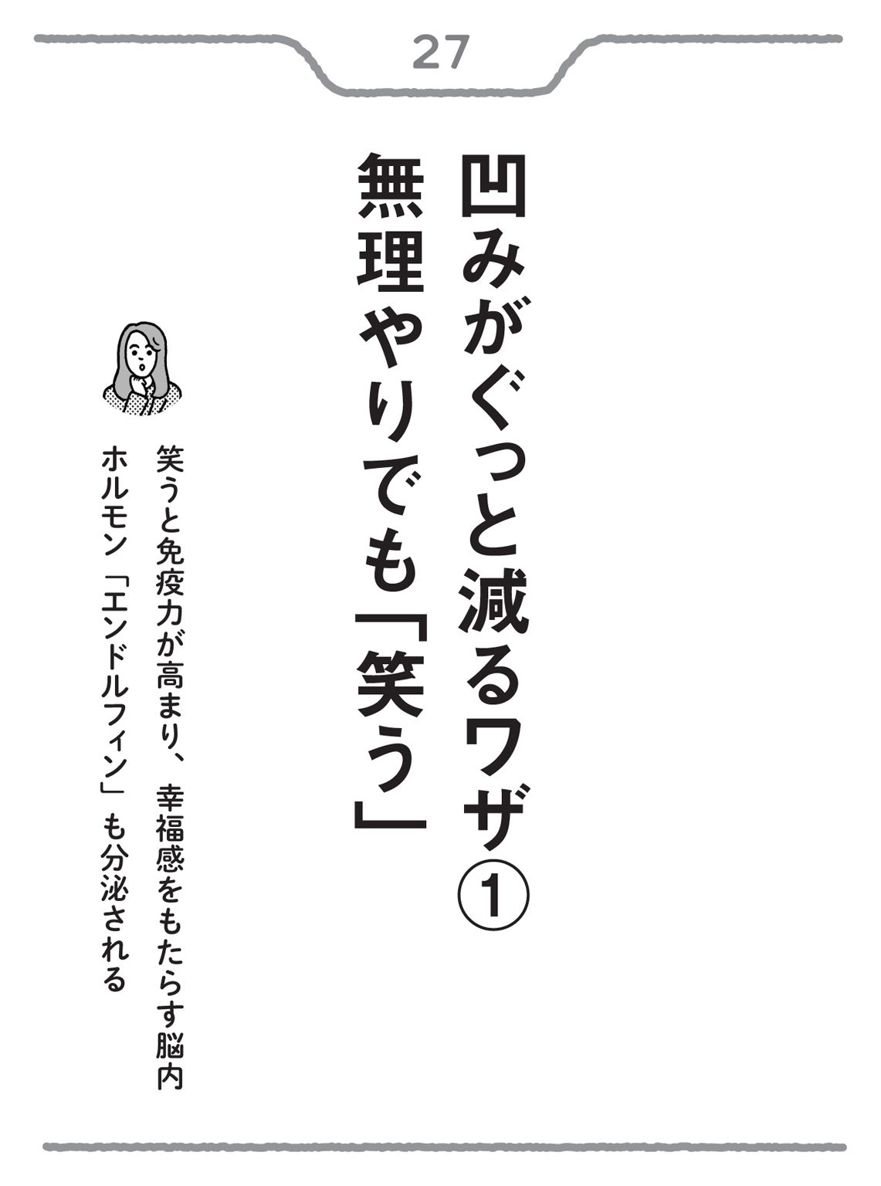 27
凹みがぐっと減るワザ①
無理やりでも「笑う」
笑うと免疫力が高まり、幸福感をもたらす脳内
ホルモン「エンドルフィン」も分泌される